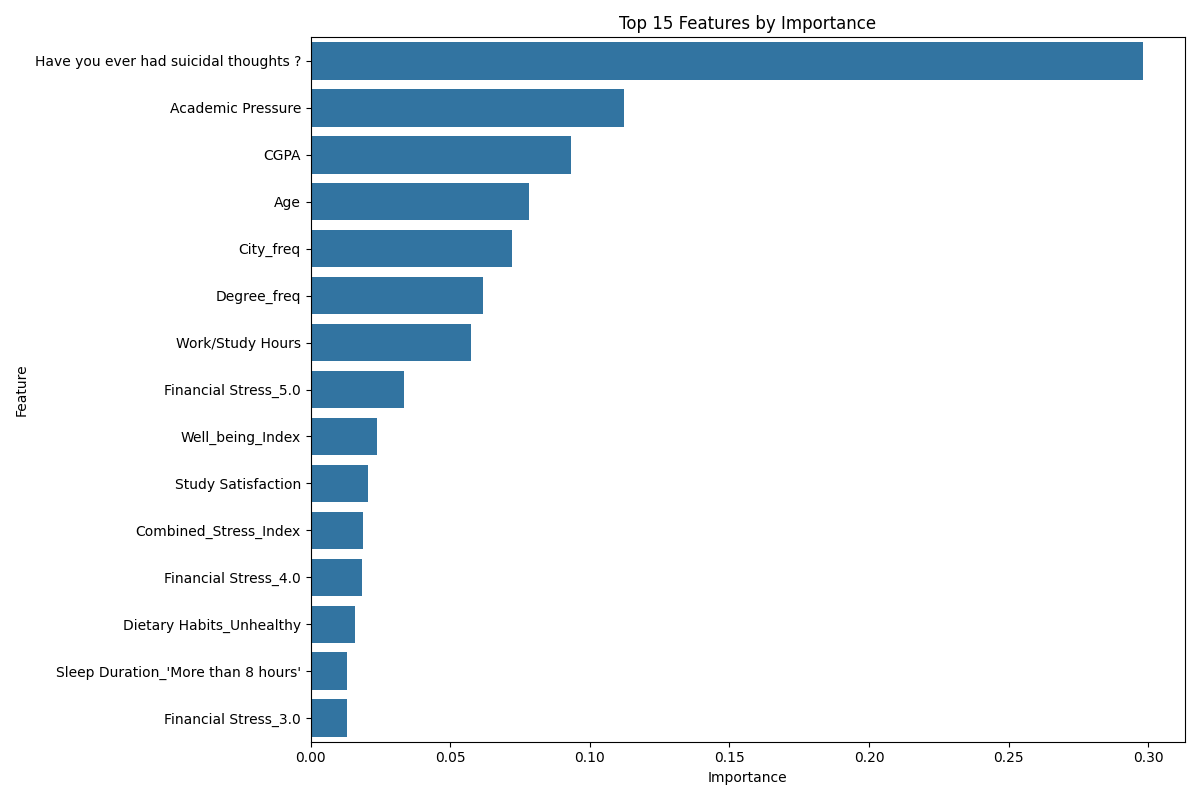 Top 15 Features by Importance
Have you ever had suicidal thoughts ?
Academic Pressure
CGPA
Age
City_freq
Degree_freq
Work/Study Hours
Financial Stress_5.0
Well_being_Index
Study Satisfaction
Combined_Stress_Index
Financial Stress_4.0
Dietary Habits_Unhealthy
Sleep Duration_'More than 8 hours'
Financial Stress_3.0
Feature
0.00 0.05 0.10 0.15 0.20 0.25 0.30
Importance